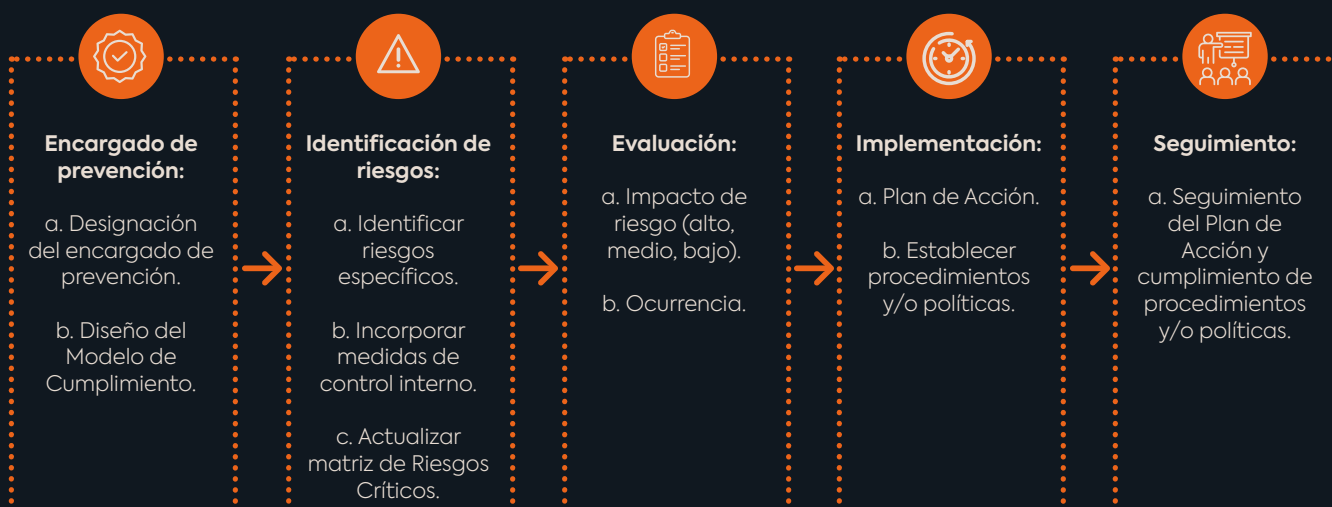 Encargado de
prevención:
a. Designación
del encargado de
prevención.
b. Diseño del
Modelo de
Cumplimiento.
Identificación de
riesgos:
a. Identificar
riesgos
específicos.
b. Incorporar
medidas de
control interno.
c. Actualizar
matriz de Riesgos
Críticos.
Evaluación:
a. Impacto de
riesgo (alto,
medio, bajo).
b. Ocurrencia.
Implementación:
a. Plan de Acción.
b. Establecer
procedimientos
y/o políticas.
Seguimiento:
a. Seguimiento
del Plan de
Acción y
cumplimiento de
procedimientos
y/o políticas.